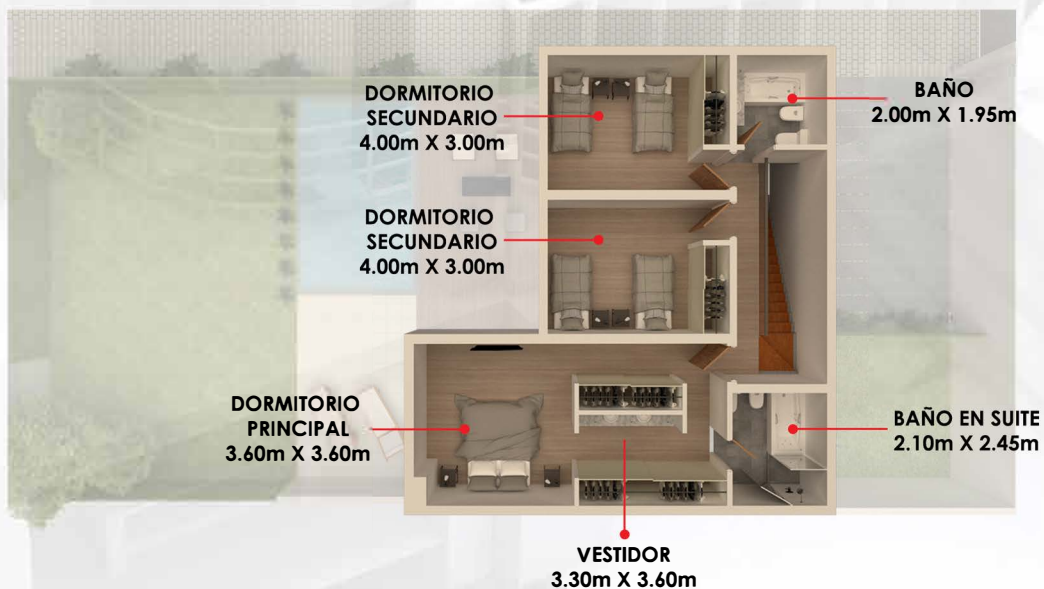 DORMITORIO
SECUNDARIO
4.00m X 3.00m
BAÑO
2.00m X 1.95m
DORMITORIO
SECUNDARIO
4.00m X 3.00m
DORMITORIO
PRINCIPAL
3.60m X 3.60m
BAÑO EN SUITE
2.10m X 2.45m
VESTIDOR
3.30m X 3.60m